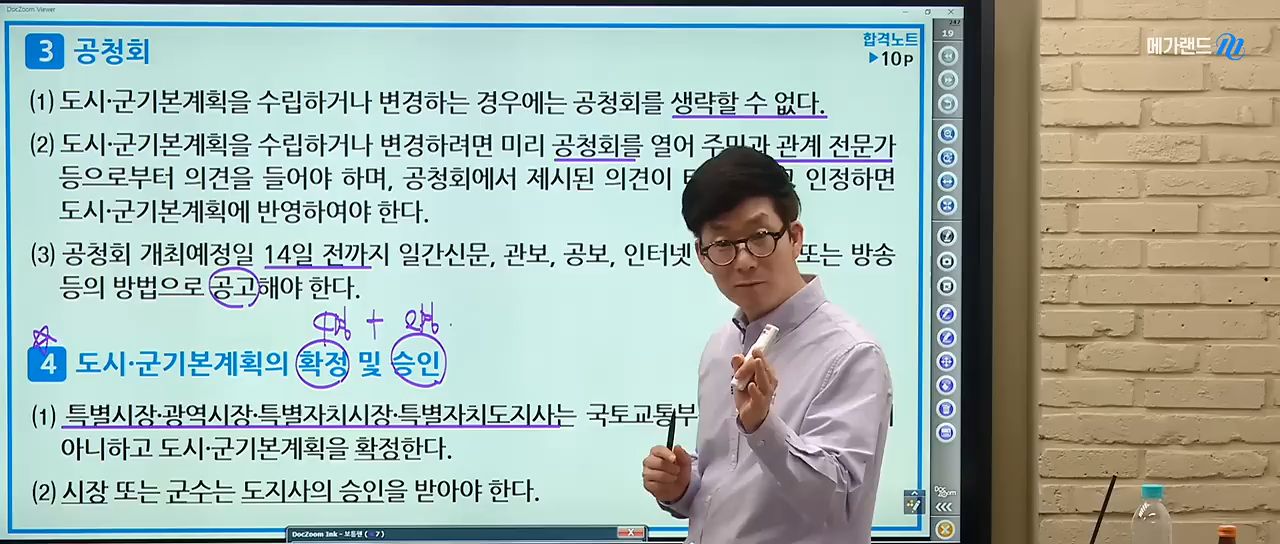 DocZoom Viewer
3 공청회
합격노트
▶10P
(1) 도시·군기본계획을 수립하거나 변경하는 경우에는 공청회를 생략할 수 없다.
(2) 도시·군기본계획을 수립하거나 변경하려면 미리 공청회를 열어 주민과 관계 전문가
등으로부터 의견을 들어야 하며, 공청회에서 제시된 의견이 인정하면
도시·군기본계획에 반영하여야 한다.
(3) 공청회 개최예정일 14일 전까지 일간신문, 관보, 공보, 인터넷 또는 방송
등의 방법으로 공고해야 한다.
4 도시·군기본계획의 확정 및 승인
(1) 특별시장·광역시장·특별자치시장·특별자치도지사는 국토교통부
아니하고 도시·군기본계획을 확정한다.
(2) 시장 또는 군수는 도지사의 승인을 받아야 한다.
DocZoom Ink - 보통펜 ( 7)
247
19
Doc
Zoom
메가랜드